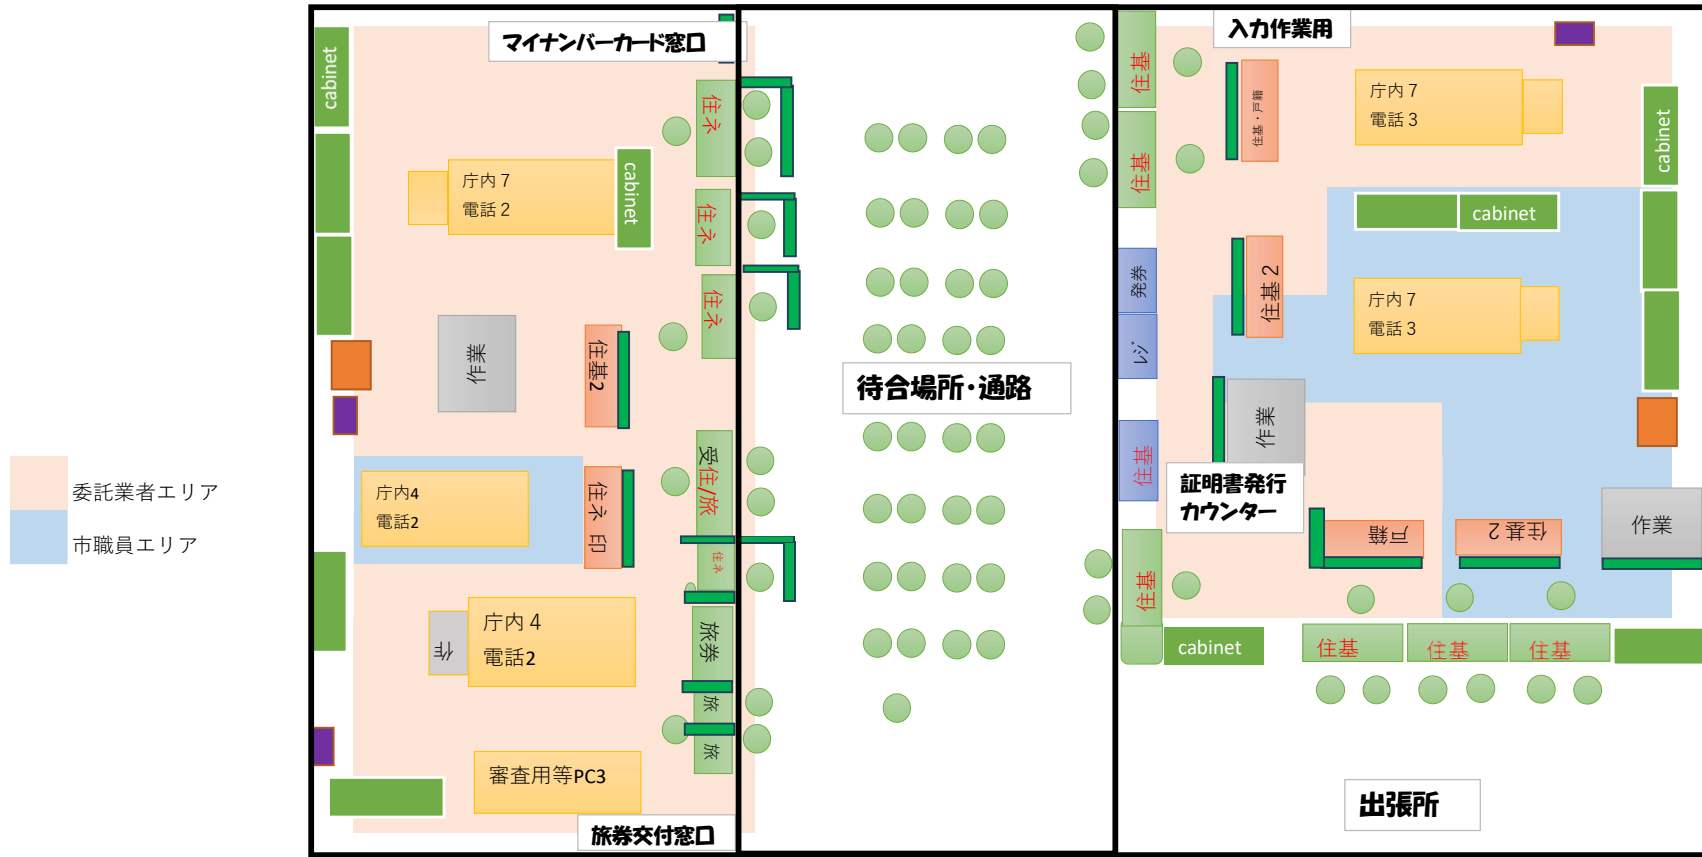 マイナンバーカード窓口
cabinet
住ネ
庁内７
電話２
cabinet
住ネ
住ネ
作業
住基2
受住/旅
庁内4
電話2
住ネ 印
住ネ
庁内４
電話2
作
旅券
旅
旅
審査用等PC3
旅券交付窓口
委託業者エリア
市職員エリア
待合場所・通路
入力作業用
住基
住基・戸籍
庁内７
電話３
cabinet
住基
cabinet
発券
住基２
庁内７
電話３
レジ
作業
住基
証明書発行
カウンター
戸籍
住基２
作業
住基
cabinet
住基
住基
住基
出張所